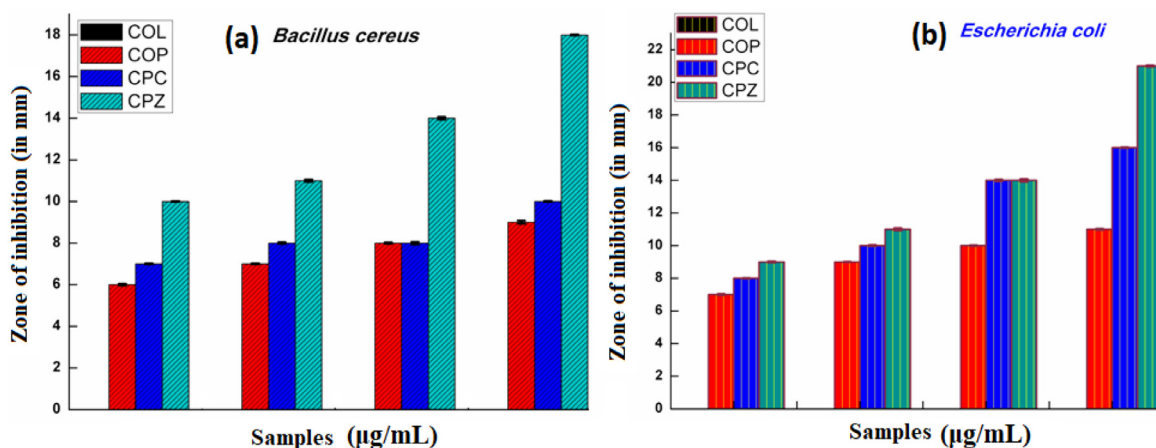 COL
COP
CPC
CPZ
(a) Bacillus cereus
18
16
14
12
10
8
6
4
2
0
Zone of inhibition (in mm)
Samples (µg/mL)
COL
COP
CPC
CPZ
(b) Escherichia coli
22
20
18
16
14
12
10
8
6
4
2
0
Zone of inhibition (in mm)
Samples (µg/mL)